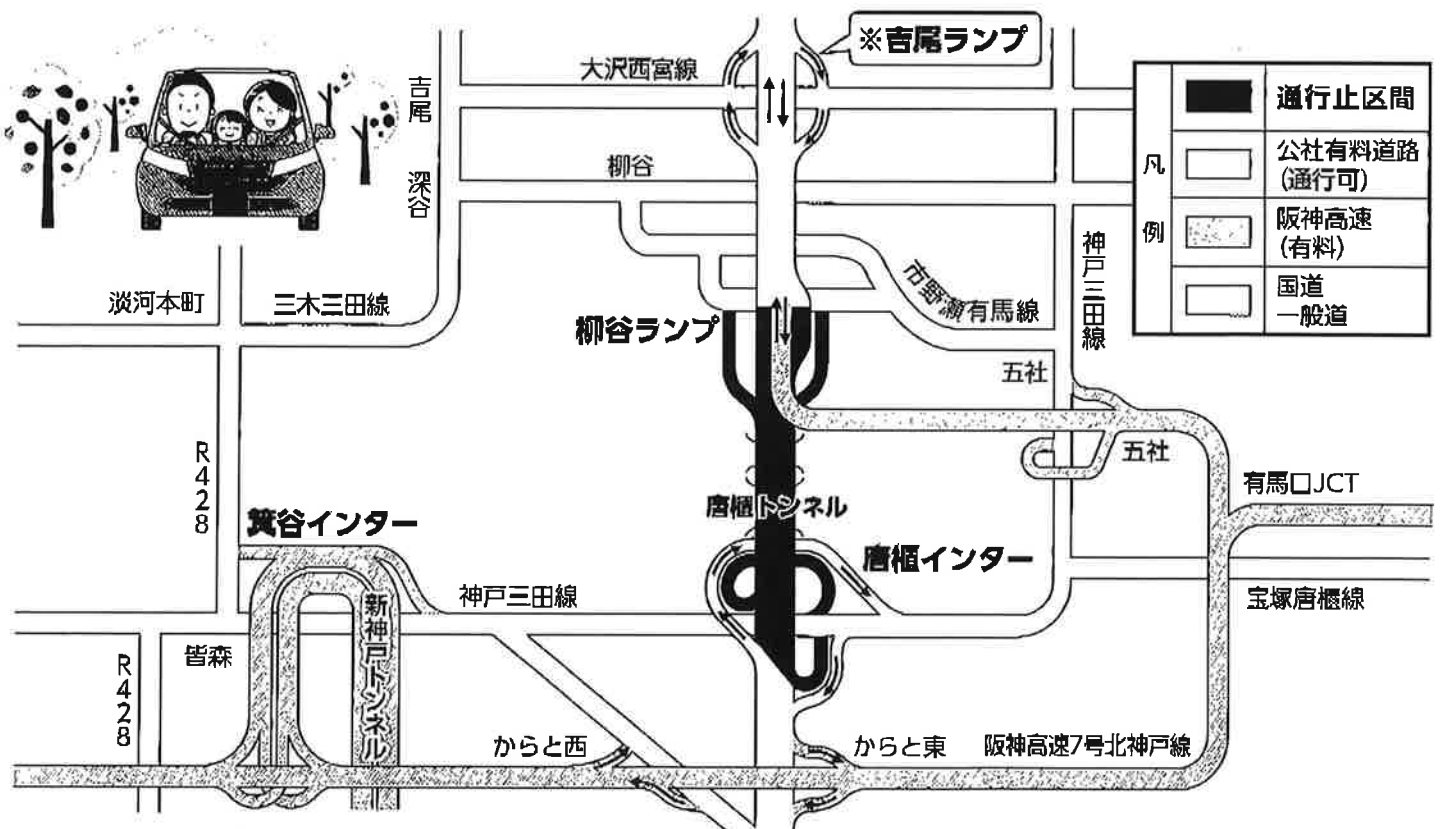 ※吉尾ランプ
大沢西宮線
吉尾
深谷
柳谷
凡例
通行止区間
公社有料道路
(通行可)
阪神高速
(有料)
国道
一般道
神戸三田線
淡河本町
三木三田線
市野瀬有馬線
柳谷ランプ
五社
五社
R428
有馬口JCT
唐櫃トンネル
箕谷インター
唐櫃インター
神戸三田線
宝塚唐櫃線
新神戸トンネル
皆森
R428
からと西
からと東
阪神高速7号北神戸線